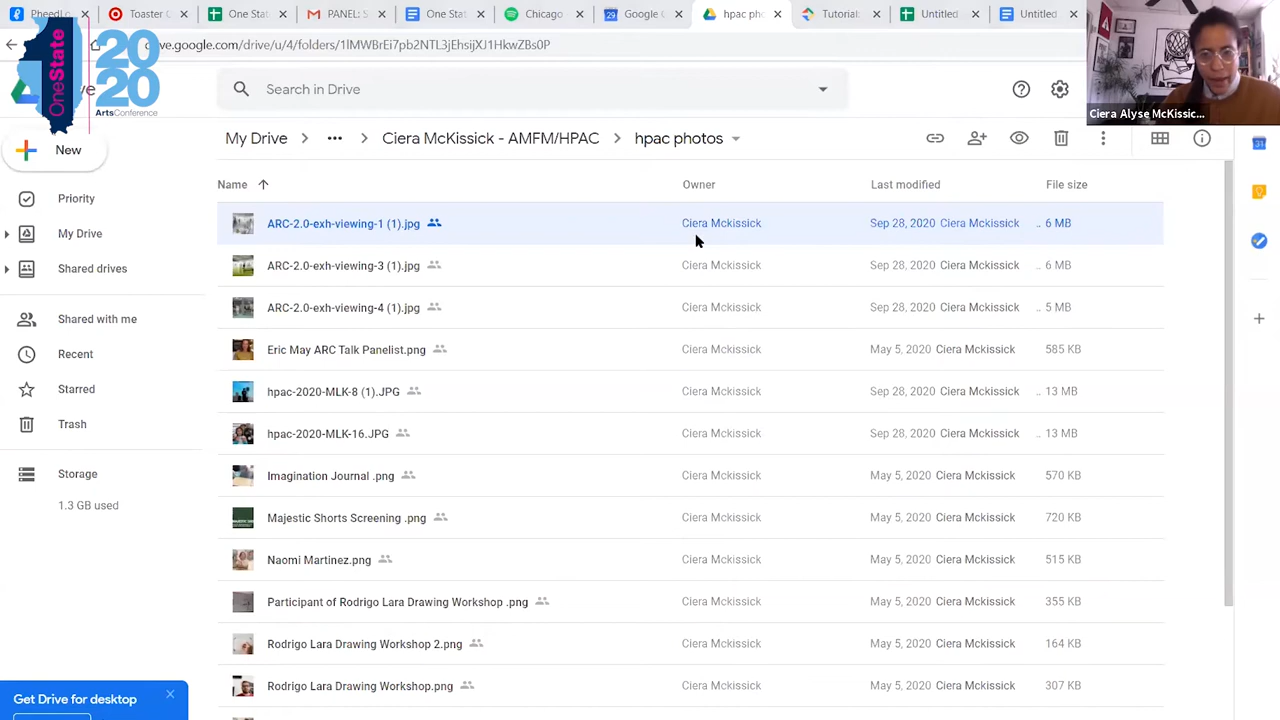 Pheedl
Toaster C
One Stat
PANEL: S
One Stat
Chicago
Google C
hpac ph
Tutorial:
Untitled
Untitled
ve.google.com/drive/u/4/folders/1lMWBrEi7pb2NTL3jEhsijXJ1HkwZBs0P
OneState
2020
ArtsConference
Search in Drive
Ciera Alyse McKissic...
New
My Drive
Ciera McKissick - AMFM/HPAC
hpac photos
Name
Owner
Last modified
File size
Priority
My Drive
Shared drives
Shared with me
Recent
Starred
Trash
Storage
1.3 GB used
Get Drive for desktop
ARC-2.0-exh-viewing-1 (1).jpg Ciera Mckissick Sep 28, 2020 Ciera Mckissick .. 6 MB
ARC-2.0-exh-viewing-3 (1).jpg Ciera Mckissick Sep 28, 2020 Ciera Mckissick .. 6 MB
ARC-2.0-exh-viewing-4 (1).jpg Ciera Mckissick Sep 28, 2020 Ciera Mckissick .. 5 MB
Eric May ARC Talk Panelist.png Ciera Mckissick May 5, 2020 Ciera Mckissick 585 KB
hpac-2020-MLK-8 (1).JPG Ciera Mckissick Sep 28, 2020 Ciera Mckissick .. 13 MB
hpac-2020-MLK-16.JPG Ciera Mckissick Sep 28, 2020 Ciera Mckissick .. 13 MB
Imagination Journal .png Ciera Mckissick May 5, 2020 Ciera Mckissick 570 KB
Majestic Shorts Screening .png Ciera Mckissick May 5, 2020 Ciera Mckissick 720 KB
Naomi Martinez.png Ciera Mckissick May 5, 2020 Ciera Mckissick 515 KB
Participant of Rodrigo Lara Drawing Workshop .png Ciera Mckissick May 5, 2020 Ciera Mckissick 355 KB
Rodrigo Lara Drawing Workshop 2.png Ciera Mckissick May 5, 2020 Ciera Mckissick 164 KB
Rodrigo Lara Drawing Workshop.png Ciera Mckissick May 5, 2020 Ciera Mckissick 307 KB